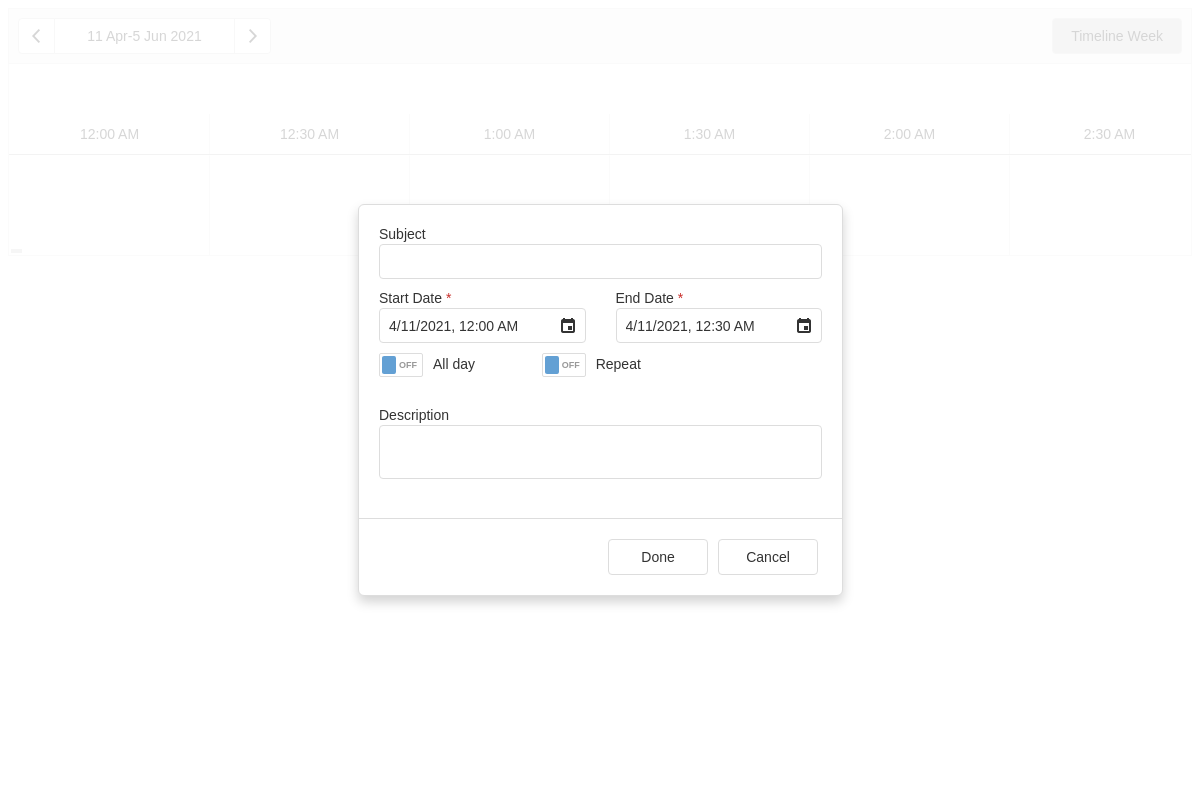 11 Apr-5 Jun 2021
Timeline Week
12:00 AM 12:30 AM 1:00 AM 1:30 AM 2:00 AM 2:30 AM
Subject
Start Date * End Date *
4/11/2021, 12:00 AM 4/11/2021, 12:30 AM
OFF All day OFF Repeat
Description
Done Cancel